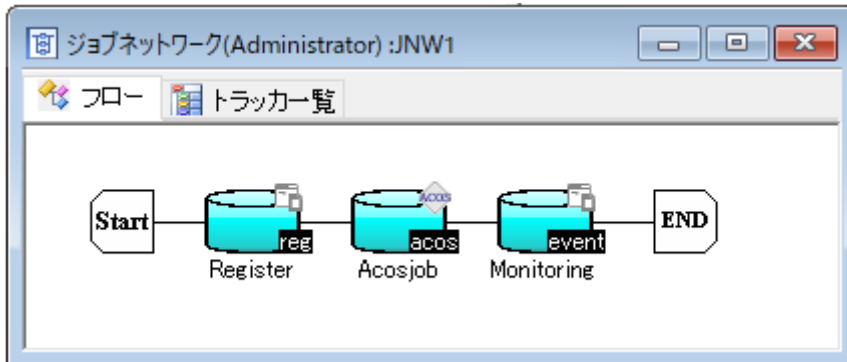 ジョブネットワーク(Administrator) :JNW1
フロー
トラッカ一覧
Start
ACOS
reg
acos
event
END
Register
Acosjob
Monitoring